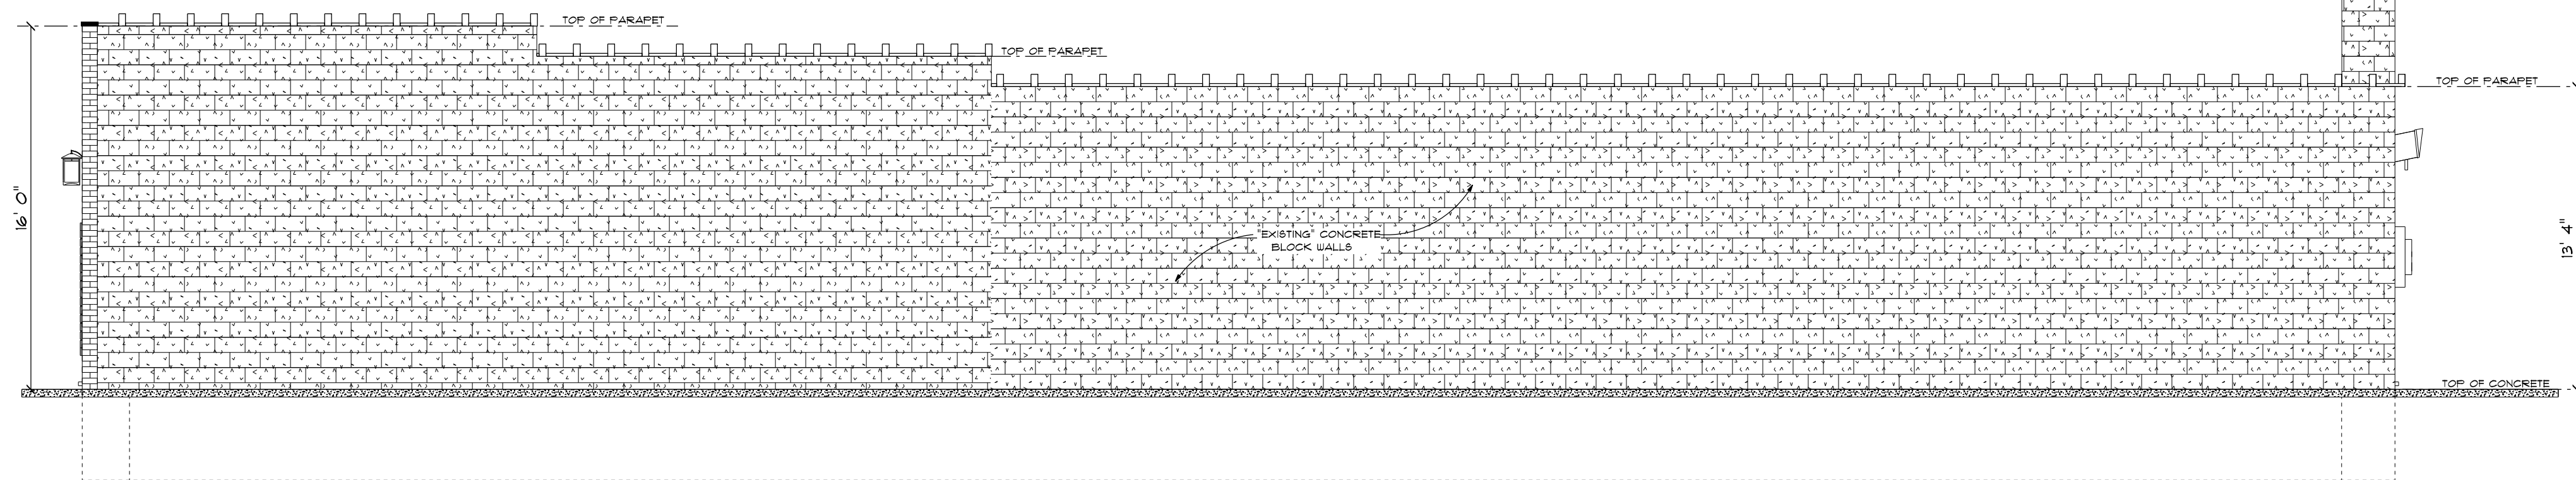 TOP OF PARAPET
TOP OF PARAPET
TOP OF PARAPET
16' 0"
"EXISTING" CONCRETE
BLOCK WALLS
13' 4"
TOP OF CONCRETE